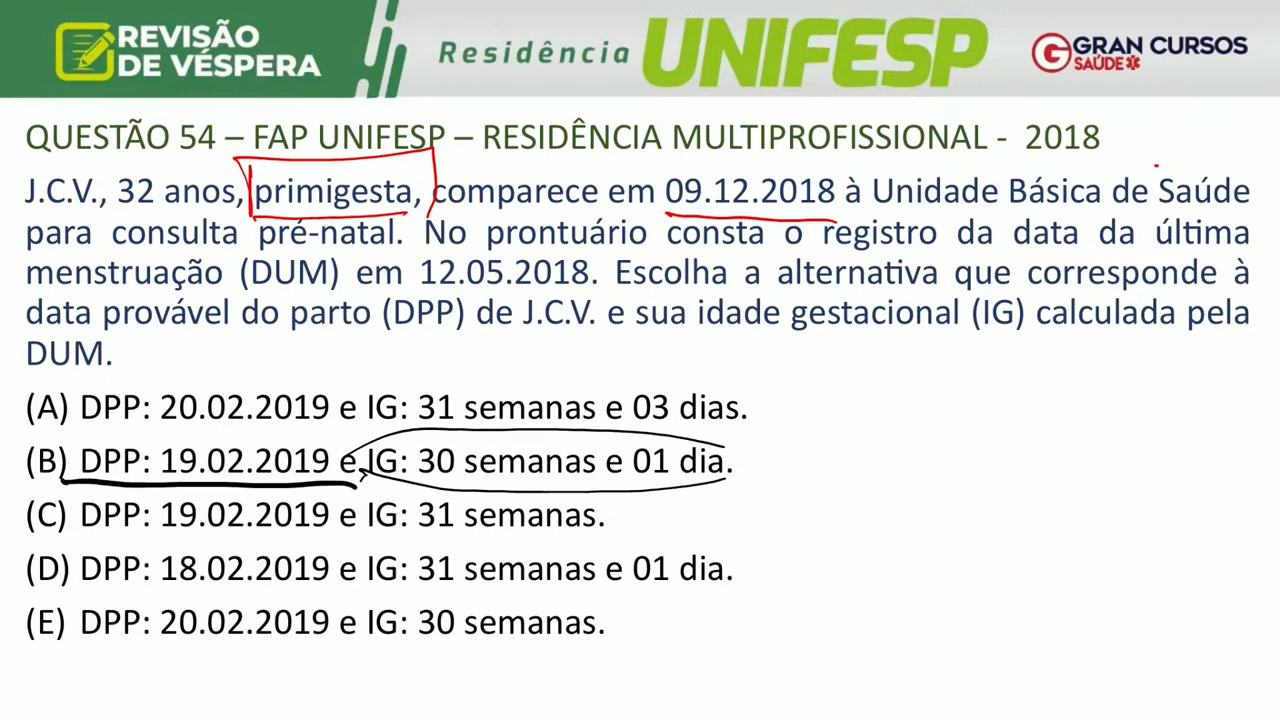 REVISÃO
DE VÉSPERA
Residência UNIFESP
GRAN CURSOS
SAÚDE
QUESTÃO 54 – FAP UNIFESP – RESIDÊNCIA MULTIPROFISSIONAL - 2018
J.C.V., 32 anos, primigesta, comparece em 09.12.2018 à Unidade Básica de Saúde
para consulta pré-natal. No prontuário consta o registro da data da última
menstruação (DUM) em 12.05.2018. Escolha a alternativa que corresponde à
data provável do parto (DPP) de J.C.V. e sua idade gestacional (IG) calculada pela
DUM.
(A) DPP: 20.02.2019 e IG: 31 semanas e 03 dias.
(B) DPP: 19.02.2019 e IG: 30 semanas e 01 dia.
(C) DPP: 19.02.2019 e IG: 31 semanas.
(D) DPP: 18.02.2019 e IG: 31 semanas e 01 dia.
(E) DPP: 20.02.2019 e IG: 30 semanas.